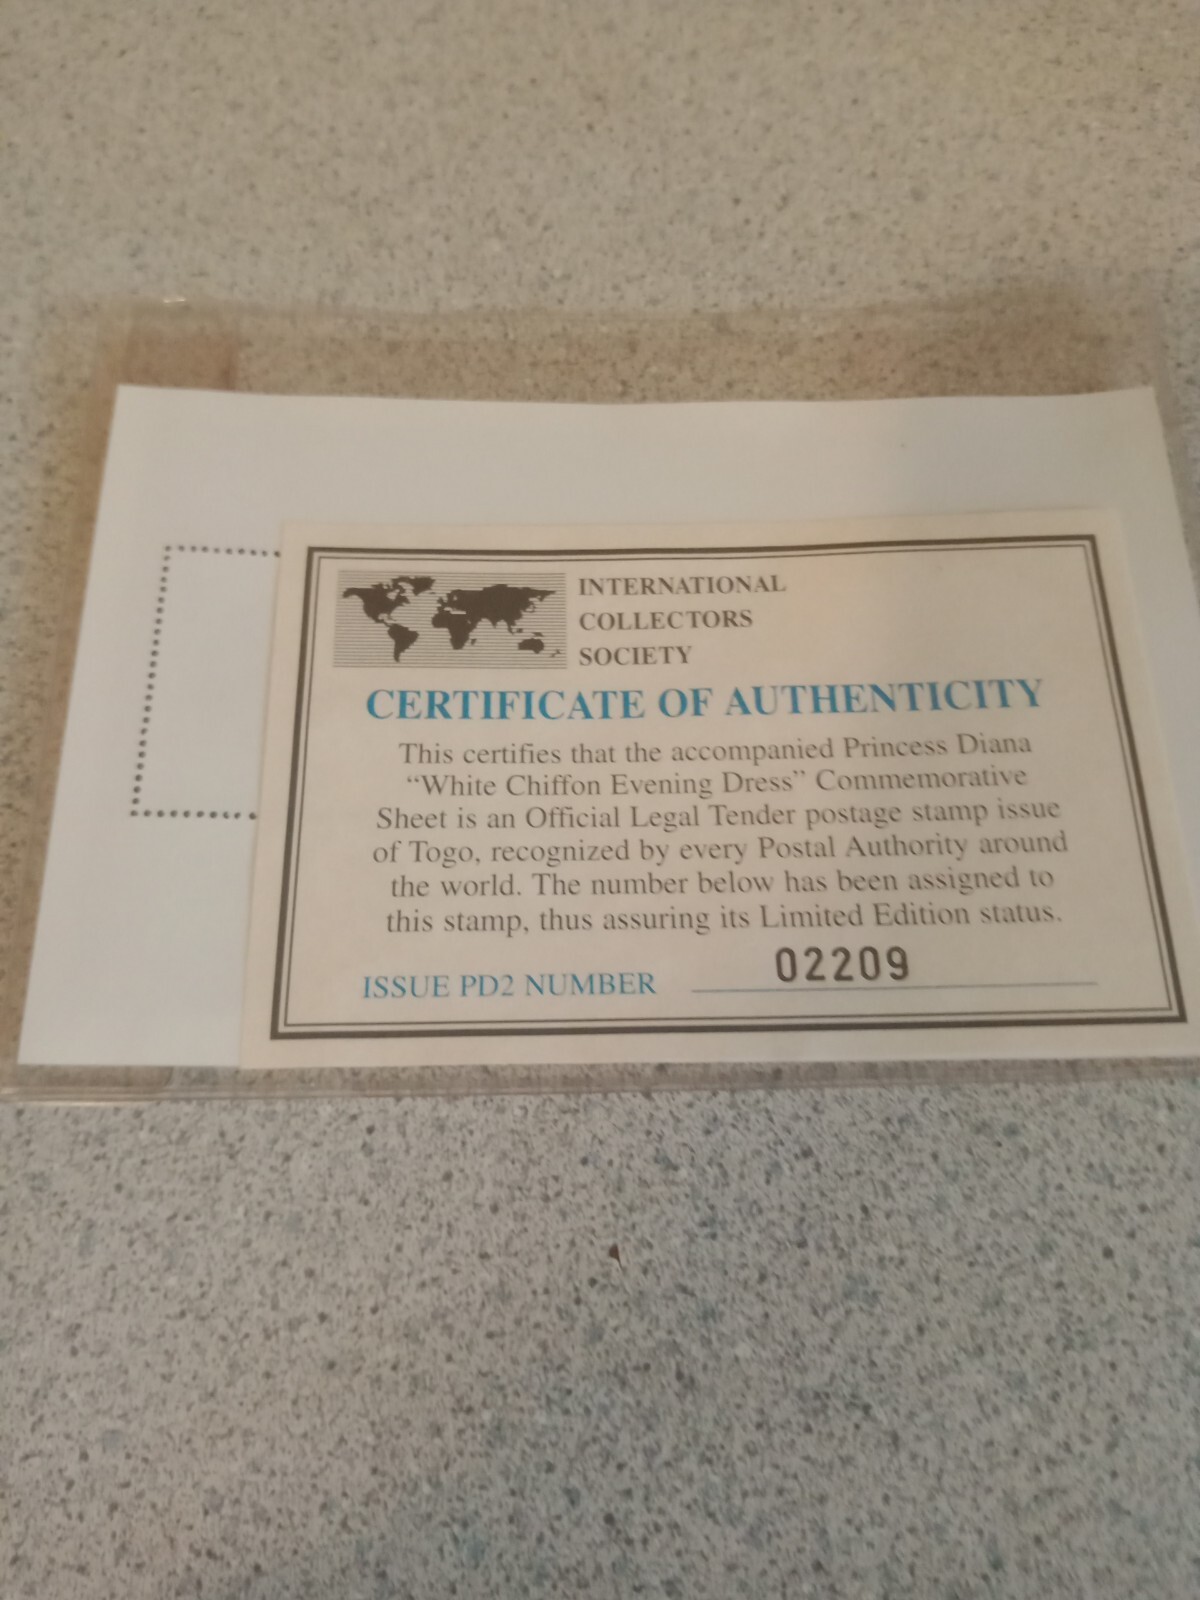 INTERNATIONAL
COLLECTORS
SOCIETY
CERTIFICATE OF AUTHENTICITY
This certifies that the accompanied Princess Diana
“White Chiffon Evening Dress” Commemorative
Sheet is an Official Legal Tender postage stamp issue
of Togo, recognized by every Postal Authority around
the world. The number below has been assigned to
this stamp, thus assuring its Limited Edition status.
ISSUE PD2 NUMBER 02209